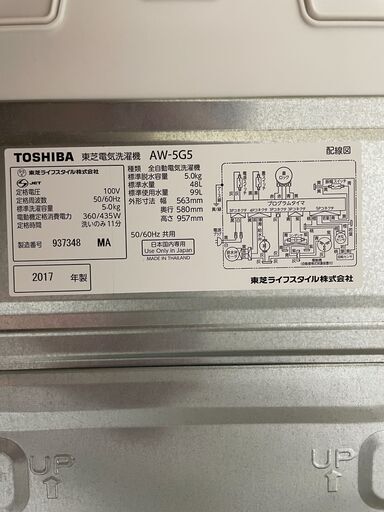 TOSHIBA 東芝電気洗濯機 AW-5G5
東芝ライフスタイル株式会社
JET
定格電圧 100V
定格周波数 50/60Hz
標準洗濯容量 5.0kg
電動機定格消費電力 360/435W
定格時間 洗いのみ 11分
製造番号 937348 MA
2017 年製
種類 全自動電気洗濯機
標準脱水容量 5.0kg
標準水量 48L
標準使用水量 99L
外形寸法 幅 563mm
奥行 580mm
高さ 957mm
50/60Hz 共用
日本国内専用
Use Only in Japan
MADE IN THAILAND
配線図
プログラムタイマ
東芝ライフスタイル株式会社
UP
UP